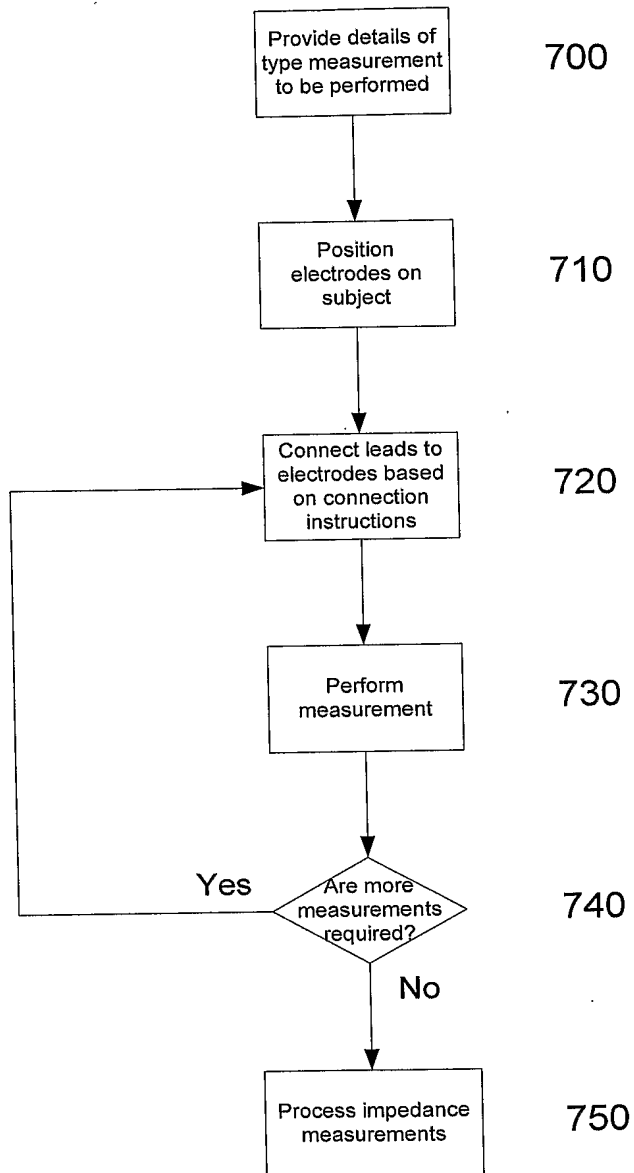 Provide details of
type measurement
to be performed
700
Position
electrodes on
subject
710
Connect leads to
electrodes based
on connection
instructions
720
Perform
measurement
730
Are more
measurements
required?
740
Yes
No
Process impedance
measurements
750